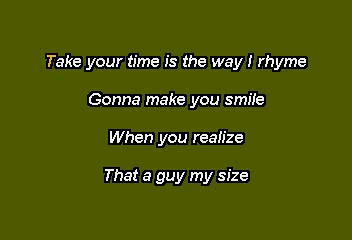 Take your time is the way I rhyme
Gonna make you smile
When you realize
That a guy my size